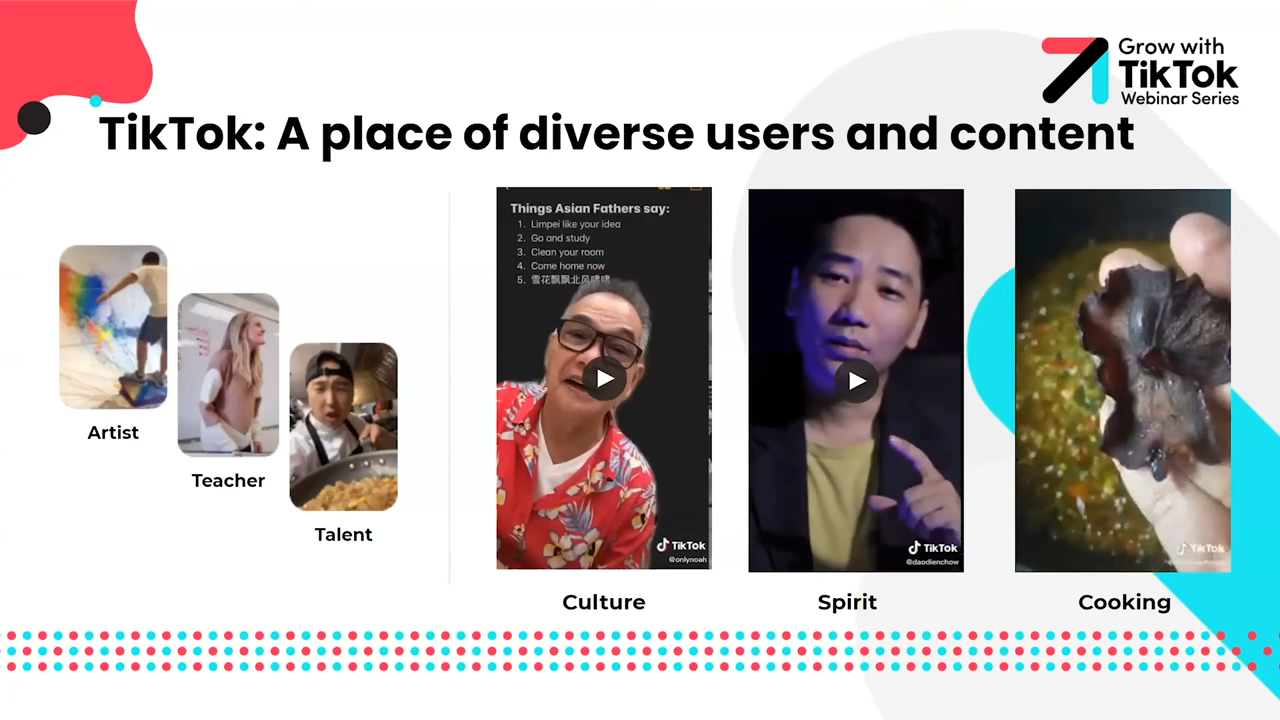 Grow with
TikTok
Webinar Series
TikTok: A place of diverse users and content
Artist
Teacher
Talent
Things Asian Fathers say:
1. Limpei like your idea
2. Go and study
3. Clean your room
4. Come home now
5. 雪花飘飘北风啸啸
TikTok
@onlynoah
Culture
TikTok
@daodienchow
Spirit
TikTok
Cooking